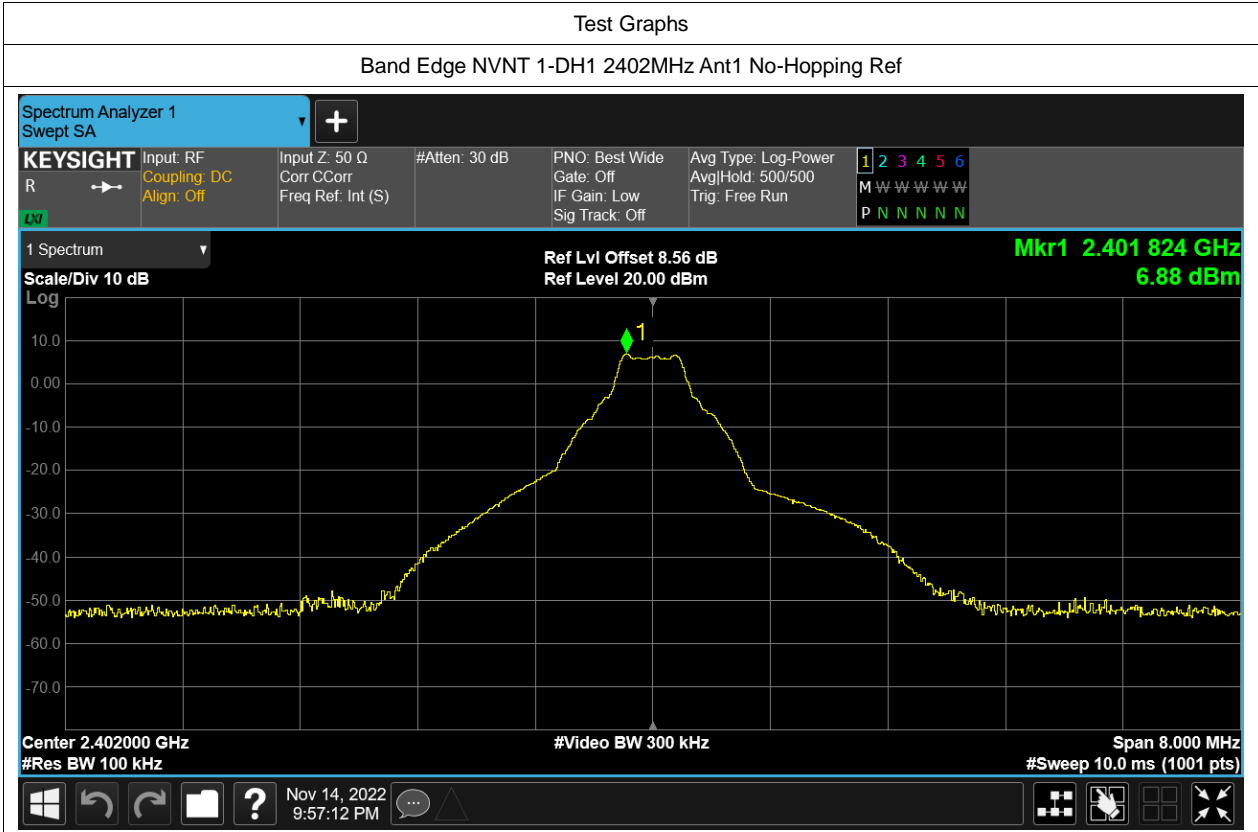 Test Graphs
Band Edge NVNT 1-DH1 2402MHz Ant1 No-Hopping Ref
Spectrum Analyzer 1
Swept SA
KEYSIGHT
R
LXI
Input: RF
Coupling: DC
Align: Off
Input Z: 50 Ω
Corr CCorr
Freq Ref: Int (S)
#Atten: 30 dB
PNO: Best Wide
Gate: Off
IF Gain: Low
Sig Track: Off
Avg Type: Log-Power
Avg|Hold: 500/500
Trig: Free Run
1 2 3 4 5 6
M W W W W W
P N N N N N
1 Spectrum
Scale/Div 10 dB
Ref Lvl Offset 8.56 dB
Ref Level 20.00 dBm
Mkr1 2.401 824 GHz
6.88 dBm
Log
1
10.0
0.00
-10.0
-20.0
-30.0
-40.0
-50.0
-60.0
-70.0
Center 2.402000 GHz
#Res BW 100 kHz
#Video BW 300 kHz
Span 8.000 MHz
#Sweep 10.0 ms (1001 pts)
?
Nov 14, 2022
9:57:12 PM